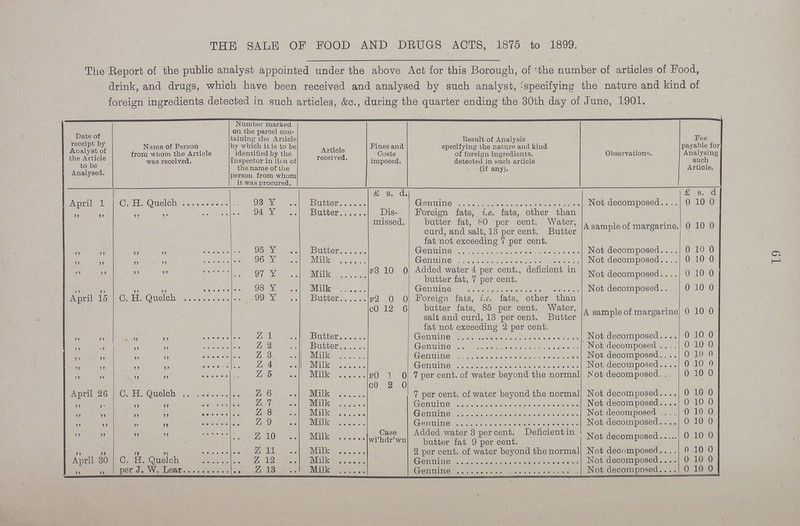 THE SALE OF FOOD AND DRUGS ACTS, 1875 to 1899.
The Report of the public analyst appointed under the above Act for this Borough, of 'the number of articles of Food,
drink, and drugs, which have been received and analysed by such analyst, specifying the nature and kind of
foreign ingredients detected in such articles, &c., during the quarter ending the 30th day of June, 1901.
Date of receipt by Analyst of the Article to be Analysed. | Name of Person from whom the Article was received. | Number marked on the parcel containing the Article by which it is to be identified by the Inspector in lieu of the name of the person from whom it was procured. | Article received. | Fines and Costs imposed. | Result of Analysis specifying the nature and kind of foreign ingredients, detected in such article (if any). | Observations. | Fee payable for Analysing such Article.
£ s. d. £ s. d
April 1 C. H. Quelch .......... .. 93 Y .. Butter...... Genuine .......... Not decomposed.... 0 10 0
,, ,, ,, ,, .. 94 Y .. Butter...... Dismissed. Foreign fats, i.e. fats, other than
butter fat, 80 per cent. Water,
curd, and salt, 13 per cent. Butter
fat not exceeding 7 per cent. A sample of margarine. 0 10 0
,, ,, ,, ,, .. 95 Y .. Butter...... Genuine .......... Not decomposed.... 0 10 0
,, ,, ,, ,, .. 96 Y .. Milk ...... Genuine .......... Not decomposed.... 0 10 0
,, ,, ,, ,, .. 97 Y .. Milk ...... F3 10 0 Added water 4 per cent., deficient in
butter fat, 7 per cent. Not decomposed.... 0 10 0
,, ,, ,, ,, .. 98 Y .. Milk ...... Genuine .......... Not decomposed.. 0 10 0
April 15 C. H. Quelch .......... .. 99 Y .. Butter...... F2 0 0 Foreign fats, i.e. fats, other than
c0 12 6 butter fats, 85 per cent. Water,
salt and curd, 13 per cent. Butter
fat not exceeding 2 per cent. A sample of margarine 0 10 0
,, ,, ,, ,, .. Z 1 .. Butter...... Genuine .......... Not decomposed.... 0 10 0
,, ,, ,, ,, .. Z 2 .. Butter...... Genuine .......... Not decomposed 0 10 0
,, ,, ,, ,, .. Z 3 .. Milk ...... Genuine .......... Not decomposed.... 0 10 0
,, ,, ,, ,, .. Z 4 .. Milk ...... Genuine .......... Not decomposed.... 0 10 0
,, ,, ,, ,, .. Z 5 .. Milk ...... F0 1 0 7 per cent. of water beyond the normal Not decomposed 0 10 0
c0 2 0
April 26 C. H. Quelch .......... .. Z 6 .. Milk ...... 7 per cent. of water beyond the normal Not decomposed.... 0 10 0
,, ,, ,, ,, .. Z 7 .. Milk ...... Genuine .......... Not decomposed.... 0 10 0
,, ,, ,, ,, .. Z 8 .. Milk ...... Genuine .......... Not decomposed .... 0 10 0
,, ,, ,, ,, .. Z 9 .. Milk ...... Genuine .......... Not decomposed.... 0 10 0
,, ,, ,, ,, .. Z 10 .. Milk ...... Case wi'hdr'wn Added water 3 per cent. Deficient in
butter fat 9 per cent. Not decomposed..... 0 10 0
,, ,, ,, ,, .. Z 11 .. Milk ...... 2 per cent. of water beyond the normal Not decomposed.... 0 10 0
April 30 C. H. Quelch ...... .. Z 12 .. Milk ...... Genuine .......... Not decomposed.... 0 10 0
,, ,, per J. W. Lear.......... .. Z 13 .. Milk ...... Genuine .......... Not decomposed.... 0 10 0
61